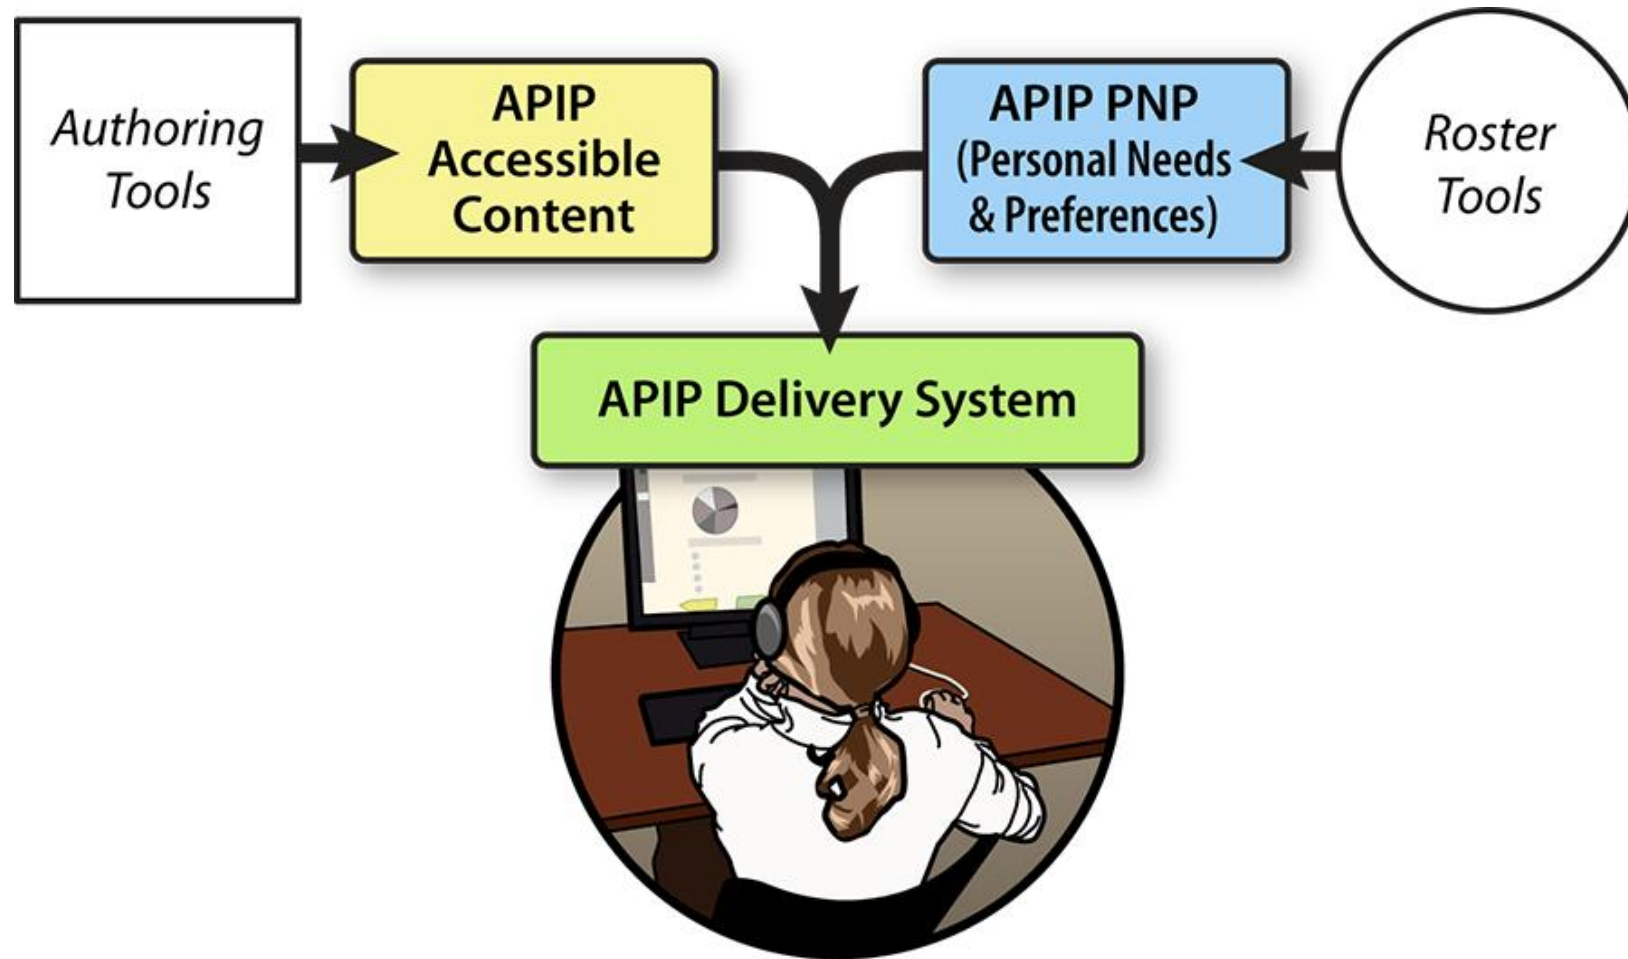 Authoring
Tools
APIP
Accessible
Content
APIP PNP
(Personal Needs
& Preferences)
Roster
Tools
APIP Delivery System